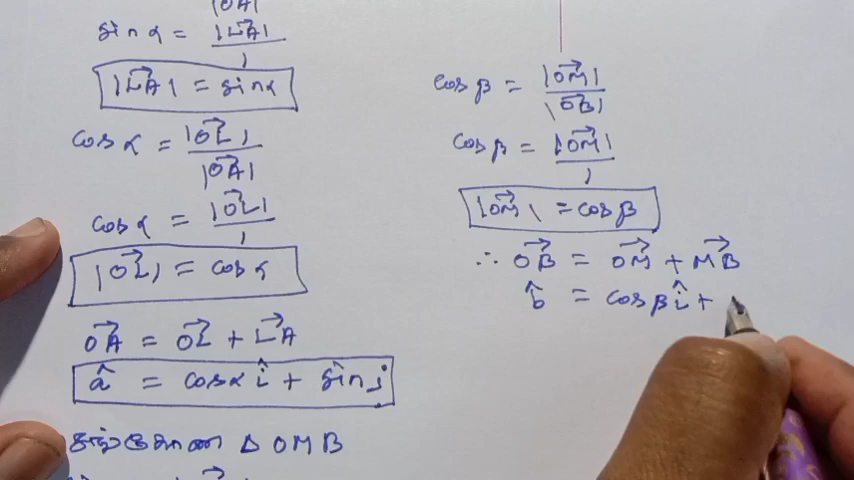 |OA|
sin α = |LA| / 1
|LA| = sin α
cos α = |OL| / |OA|
cos α = |OL| / 1
|OL| = cos α
OA = OL + LA
â = cos α î + sin j
செங்கோண Δ OMB
cos β = |OM| / |OB|
cos β = |OM| / 1
|OM| = cos β
∴ OB = OM + MB
b̂ = cos β î +